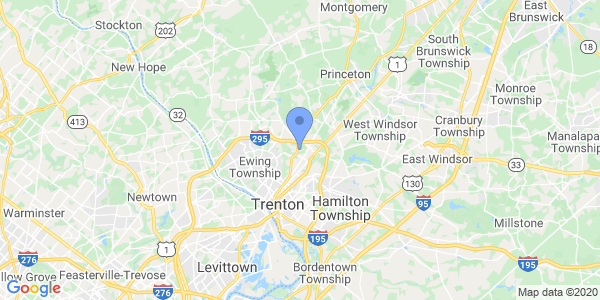 Montgomery
Stockton
202
East
Brunswick
South
Brunswick
Township
1
18
New Hope
Princeton
Monroe
Township
32
413
West Windsor
Township
Cranbury
Township
Manalapan
Township
295
Ewing
Township
East Windsor
33
130
Newtown
Trenton
Hamilton
Township
95
Warminster
Millstone
1
195
276
Levittown
Bordentown
Township
195
llow Grove
Feasterville-Trevose
276
Google
Map data ©2020